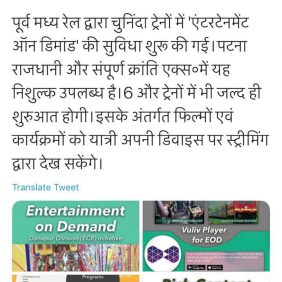 पूर्व मध्य रेल द्वारा चुनिंदा ट्रेनों में 'एंटरटेनमेंट
ऑन डिमांड' की सुविधा शुरू की गई।पटना
राजधानी और संपूर्ण क्रांति एक्स०में यह
निशुल्क उपलब्ध है।6 और ट्रेनों में भी जल्द ही
शुरुआत होगी।इसके अंतर्गत फिल्मों एवं
कार्यक्रमों को यात्री अपनी डिवाइस पर स्ट्रीमिंग
द्वारा देख सकेंगे।
Translate Tweet
Entertainment
on Demand
Danapur Division (ECR) Initiative
Programs
Vuliv Player
for EOD